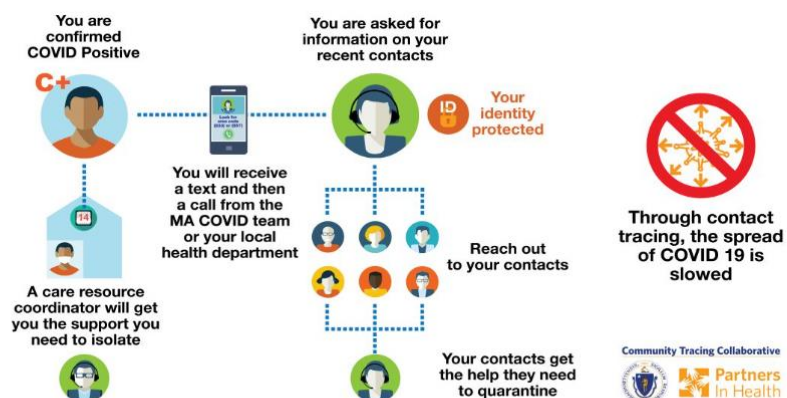 You are
confirmed
COVID Positive
C+
You are asked for
information on your
recent contacts
ID
Your
identity
protected
You will receive
a text and then
a call from the
MA COVID team
or your local
health department
14
A care resource
coordinator will get
you the support you
need to isolate
Reach out
to your contacts
Your contacts get
the help they need
to quarantine
Through contact
tracing, the spread
of COVID 19 is
slowed
Community Tracing Collaborative
Partners
In Health